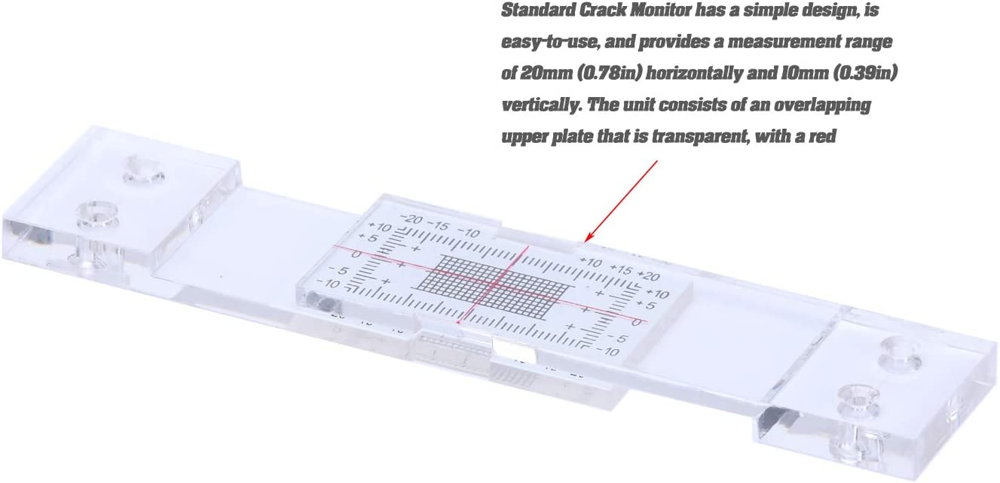 Standard Crack Monitor has a simple design, is
easy-to-use, and provides a measurement range
of 20mm (0.78in) horizontally and 10mm (0.39in)
vertically. The unit consists of an overlapping
upper plate that is transparent, with a red
-20 -15 -10
+10 +15 +20
+10
+5
0
-5
-10
+10
+5
0
-5
-10